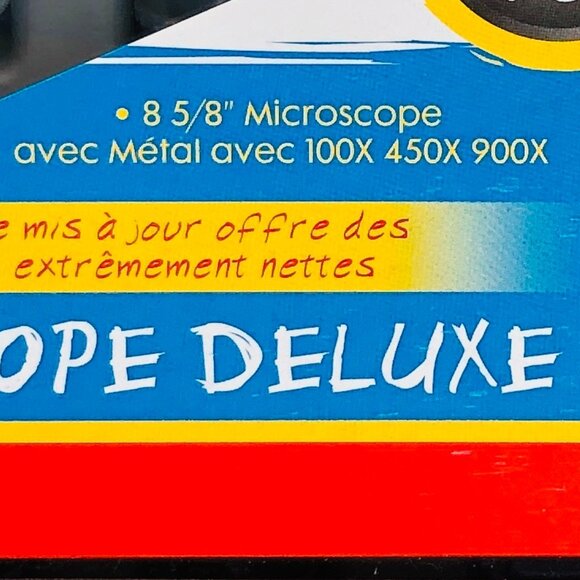 • 8 5/8" Microscope
avec Métal avec 100X 450X 900X
mis à jour offre des
extrêmement nettes
OPE DELUXE